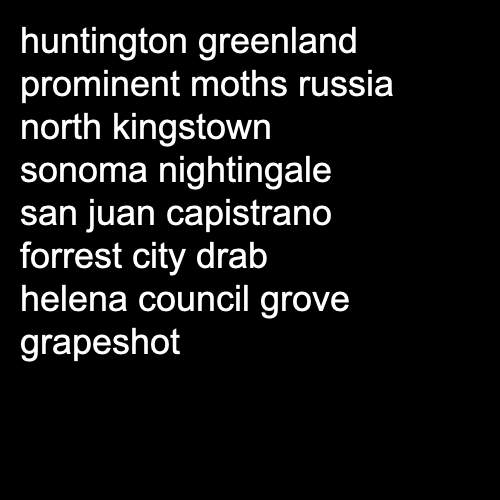 huntington greenland
prominent moths russia
north kingstown
sonoma nightingale
san juan capistrano
forrest city drab
helena council grove
grapeshot